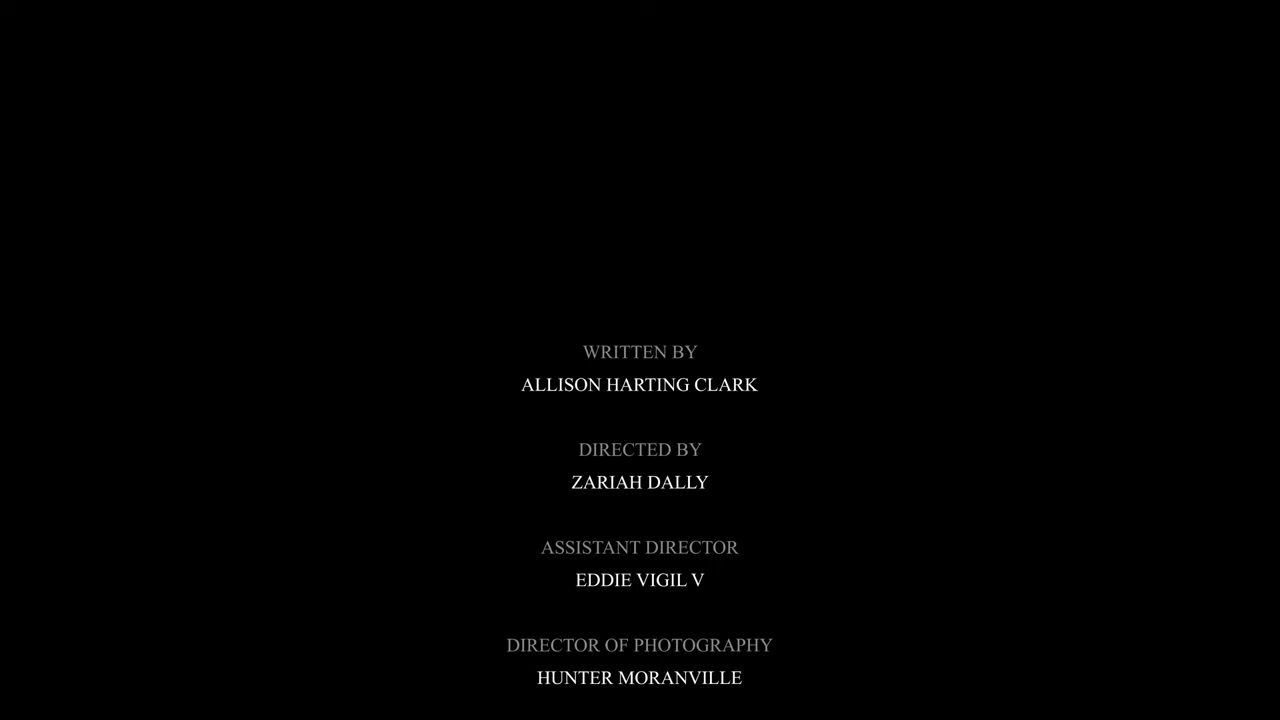 WRITTEN BY
ALLISON HARTING CLARK
DIRECTED BY
ZARIAH DALLY
ASSISTANT DIRECTOR
EDDIE VIGIL V
DIRECTOR OF PHOTOGRAPHY
HUNTER MORANVILLE